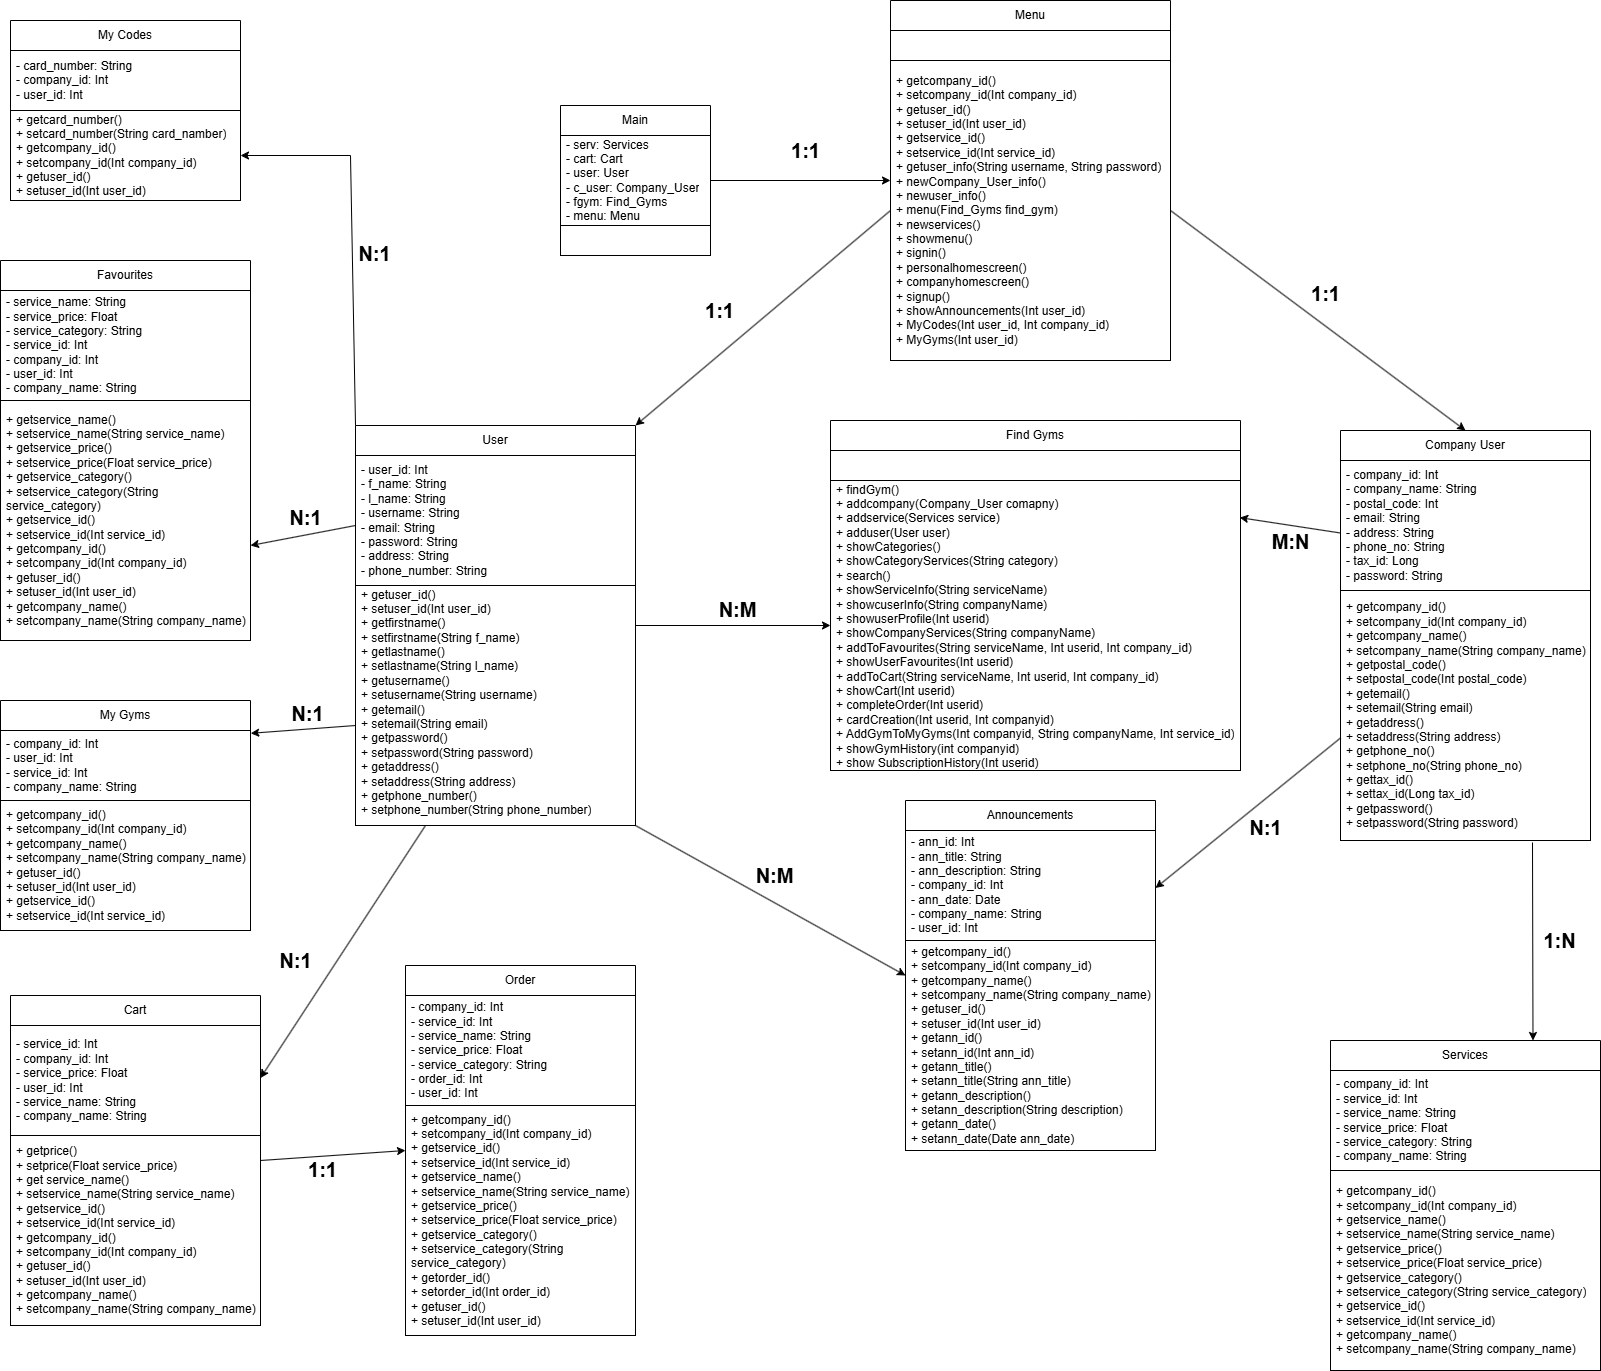 My Codes
- card_number: String
- company_id: Int
- user_id: Int
+ getcard_number()
+ setcard_number(String card_namber)
+ getcompany_id()
+ setcompany_id(Int company_id)
+ getuser_id()
+ setuser_id(Int user_id)
Main
- serv: Services
- cart: Cart
- user: User
- c_user: Company_User
- fgym: Find_Gyms
- menu: Menu
1:1
Menu
+ getcompany_id()
+ setcompany_id(Int company_id)
+ getuser_id()
+ setuser_id(Int user_id)
+ getservice_id()
+ setservice_id(Int service_id)
+ getuser_info(String username, String password)
+ newCompany_User_info()
+ newuser_info()
+ menu(Find_Gyms find_gym)
+ newservices()
+ showmenu()
+ signin()
+ personalhomescreen()
+ companyhomescreen()
+ signup()
+ showAnnouncements(Int user_id)
+ MyCodes(Int user_id, Int company_id)
+ MyGyms(Int user_id)
N:1
1:1
1:1
Favourites
- service_name: String
- service_price: Float
- service_category: String
- service_id: Int
- company_id: Int
- user_id: Int
- company_name: String
+ getservice_name()
+ setservice_name(String service_name)
+ getservice_price()
+ setservice_price(Float service_price)
+ getservice_category()
+ setservice_category(String
service_category)
+ getservice_id()
+ setservice_id(Int service_id)
+ getcompany_id()
+ setcompany_id(Int company_id)
+ getuser_id()
+ setuser_id(Int user_id)
+ getcompany_name()
+ setcompany_name(String company_name)
N:1
User
- user_id: Int
- f_name: String
- l_name: String
- username: String
- email: String
- password: String
- address: String
- phone_number: String
+ getuser_id()
+ setuser_id(Int user_id)
+ getfirstname()
+ setfirstname(String f_name)
+ getlastname()
+ setlastname(String l_name)
+ getusername()
+ setusername(String username)
+ getemail()
+ setemail(String email)
+ getpassword()
+ setpassword(String password)
+ getaddress()
+ setaddress(String address)
+ getphone_number()
+ setphone_number(String phone_number)
N:M
Find Gyms
+ findGym()
+ addcompany(Company_User comapny)
+ addservice(Services service)
+ adduser(User user)
+ showCategories()
+ showCategoryServices(String category)
+ search()
+ showServiceInfo(String serviceName)
+ showcuserInfo(String companyName)
+ showuserProfile(Int userid)
+ showCompanyServices(String companyName)
+ addToFavourites(String serviceName, Int userid, Int company_id)
+ showUserFavourites(Int userid)
+ addToCart(String serviceName, Int userid, Int company_id)
+ showCart(Int userid)
+ completeOrder(Int userid)
+ cardCreation(Int userid, Int companyid)
+ AddGymToMyGyms(Int companyid, String companyName, Int service_id)
+ showGymHistory(int companyid)
+ show SubscriptionHistory(Int userid)
M:N
Company User
- company_id: Int
- company_name: String
- postal_code: Int
- email: String
- address: String
- phone_no: String
- tax_id: Long
- password: String
+ getcompany_id()
+ setcompany_id(Int company_id)
+ getcompany_name()
+ setcompany_name(String company_name)
+ getpostal_code()
+ setpostal_code(Int postal_code)
+ getemail()
+ setemail(String email)
+ getaddress()
+ setaddress(String address)
+ getphone_no()
+ setphone_no(String phone_no)
+ gettax_id()
+ settax_id(Long tax_id)
+ getpassword()
+ setpassword(String password)
My Gyms
- company_id: Int
- user_id: Int
- service_id: Int
- company_name: String
+ getcompany_id()
+ setcompany_id(Int company_id)
+ getcompany_name()
+ setcompany_name(String company_name)
+ getuser_id()
+ setuser_id(Int user_id)
+ getservice_id()
+ setservice_id(Int service_id)
N:1
N:1
N:M
N:1
1:N
Announcements
- ann_id: Int
- ann_title: String
- ann_description: String
- company_id: Int
- ann_date: Date
- company_name: String
- user_id: Int
+ getcompany_id()
+ setcompany_id(Int company_id)
+ getcompany_name()
+ setcompany_name(String company_name)
+ getuser_id()
+ setuser_id(Int user_id)
+ getann_id()
+ setann_id(Int ann_id)
+ getann_title()
+ setann_title(String ann_title)
+ getann_description()
+ setann_description(String description)
+ getann_date()
+ setann_date(Date ann_date)
Cart
- service_id: Int
- company_id: Int
- service_price: Float
- user_id: Int
- service_name: String
- company_name: String
+ getprice()
+ setprice(Float service_price)
+ get service_name()
+ setservice_name(String service_name)
+ getservice_id()
+ setservice_id(Int service_id)
+ getcompany_id()
+ setcompany_id(Int company_id)
+ getuser_id()
+ setuser_id(Int user_id)
+ getcompany_name()
+ setcompany_name(String company_name)
1:1
Order
- company_id: Int
- service_id: Int
- service_name: String
- service_price: Float
- service_category: String
- order_id: Int
- user_id: Int
+ getcompany_id()
+ setcompany_id(Int company_id)
+ getservice_id()
+ setservice_id(Int service_id)
+ getservice_name()
+ setservice_name(String service_name)
+ getservice_price()
+ setservice_price(Float service_price)
+ getservice_category()
+ setservice_category(String
service_category)
+ getorder_id()
+ setorder_id(Int order_id)
+ getuser_id()
+ setuser_id(Int user_id)
Services
- company_id: Int
- service_id: Int
- service_name: String
- service_price: Float
- service_category: String
- company_name: String
+ getcompany_id()
+ setcompany_id(Int company_id)
+ getservice_name()
+ setservice_name(String service_name)
+ getservice_price()
+ setservice_price(Float service_price)
+ getservice_category()
+ setservice_category(String service_category)
+ getservice_id()
+ setservice_id(Int service_id)
+ getcompany_name()
+ setcompany_name(String company_name)